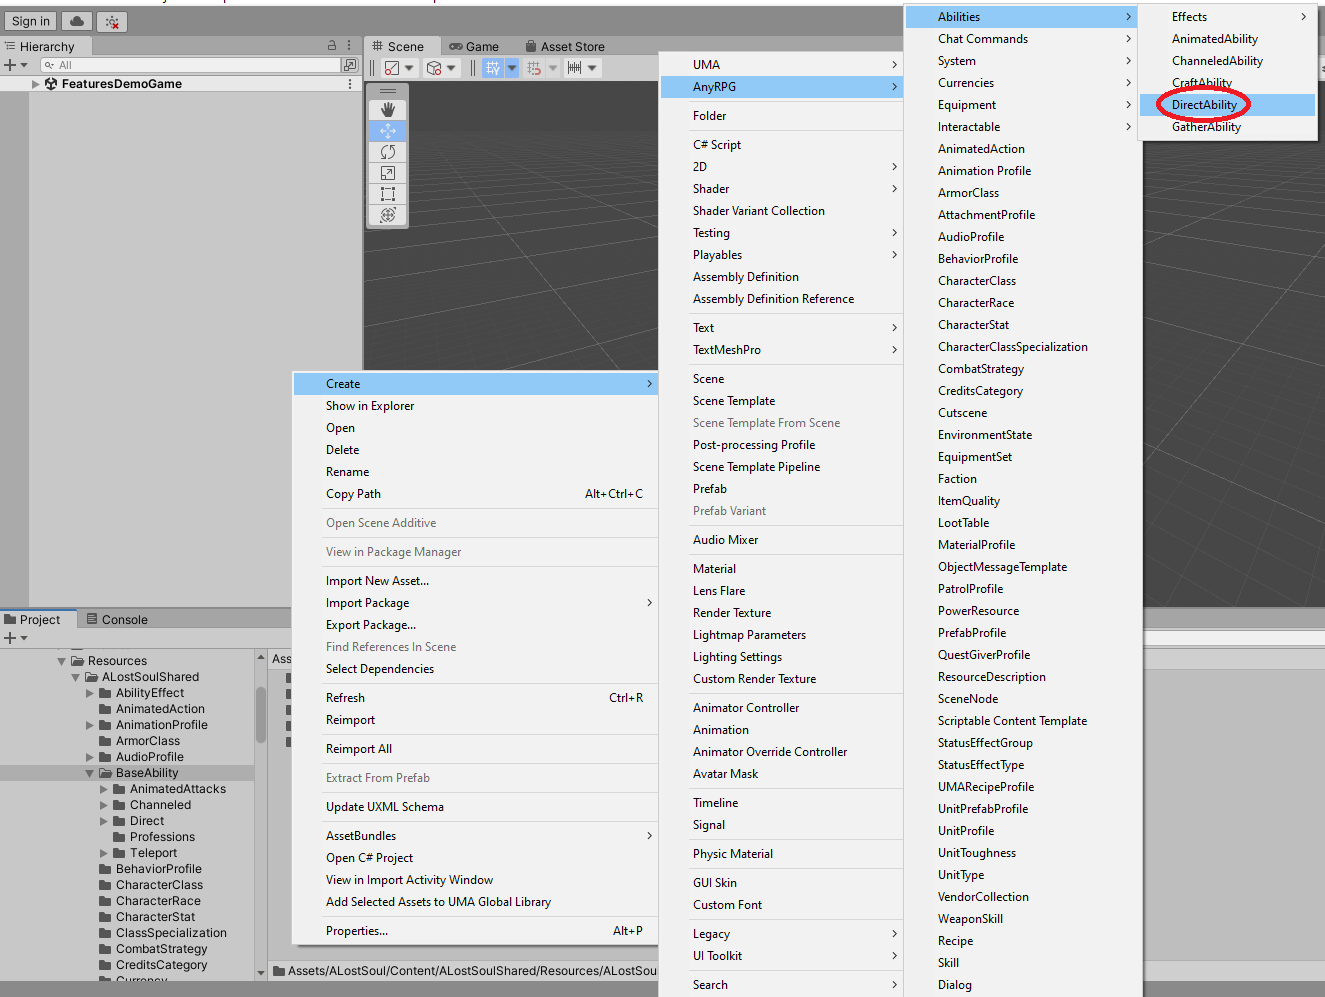 Sign in
Hierarchy
All
FeaturesDemoGame
Scene
Game
Asset Store
Create
Show in Explorer
Open
Delete
Rename
Copy Path Alt+Ctrl+C
Open Scene Additive
View in Package Manager
Import New Asset...
Import Package
Export Package...
Find References In Scene
Select Dependencies
Refresh Ctrl+R
Reimport
Reimport All
Extract From Prefab
Update UXML Schema
AssetBundles
Open C# Project
View in Import Activity Window
Add Selected Assets to UMA Global Library
Properties... Alt+P
UMA
AnyRPG
Folder
C# Script
2D
Shader
Shader Variant Collection
Testing
Playables
Assembly Definition
Assembly Definition Reference
Text
TextMeshPro
Scene
Scene Template
Scene Template From Scene
Post-processing Profile
Scene Template Pipeline
Prefab
Prefab Variant
Audio Mixer
Material
Lens Flare
Render Texture
Lightmap Parameters
Lighting Settings
Custom Render Texture
Animator Controller
Animation
Animator Override Controller
Avatar Mask
Timeline
Signal
Physic Material
GUI Skin
Custom Font
Legacy
UI Toolkit
Search
Abilities
Chat Commands
System
Currencies
Equipment
Interactable
AnimatedAction
Animation Profile
ArmorClass
AttachmentProfile
AudioProfile
BehaviorProfile
CharacterClass
CharacterRace
CharacterStat
CharacterClassSpecialization
CombatStrategy
CreditsCategory
Cutscene
EnvironmentState
EquipmentSet
Faction
ItemQuality
LootTable
MaterialProfile
ObjectMessageTemplate
PatrolProfile
PowerResource
PrefabProfile
QuestGiverProfile
ResourceDescription
SceneNode
Scriptable Content Template
StatusEffectGroup
StatusEffectType
UMARecipeProfile
UnitPrefabProfile
UnitProfile
UnitToughness
UnitType
VendorCollection
WeaponSkill
Recipe
Skill
Dialog
Effects
AnimatedAbility
ChanneledAbility
CraftAbility
DirectAbility
GatherAbility
Project
Console
Resources
ALostSoulShared
AbilityEffect
AnimatedAction
AnimationProfile
ArmorClass
AudioProfile
BaseAbility
AnimatedAttacks
Channeled
Direct
Professions
Teleport
BehaviorProfile
CharacterClass
CharacterRace
CharacterStat
ClassSpecialization
CombatStrategy
CreditsCategory
Currency
Ass
Assets/ALostSoul/Content/ALostSoulShared/Resources/ALostSou